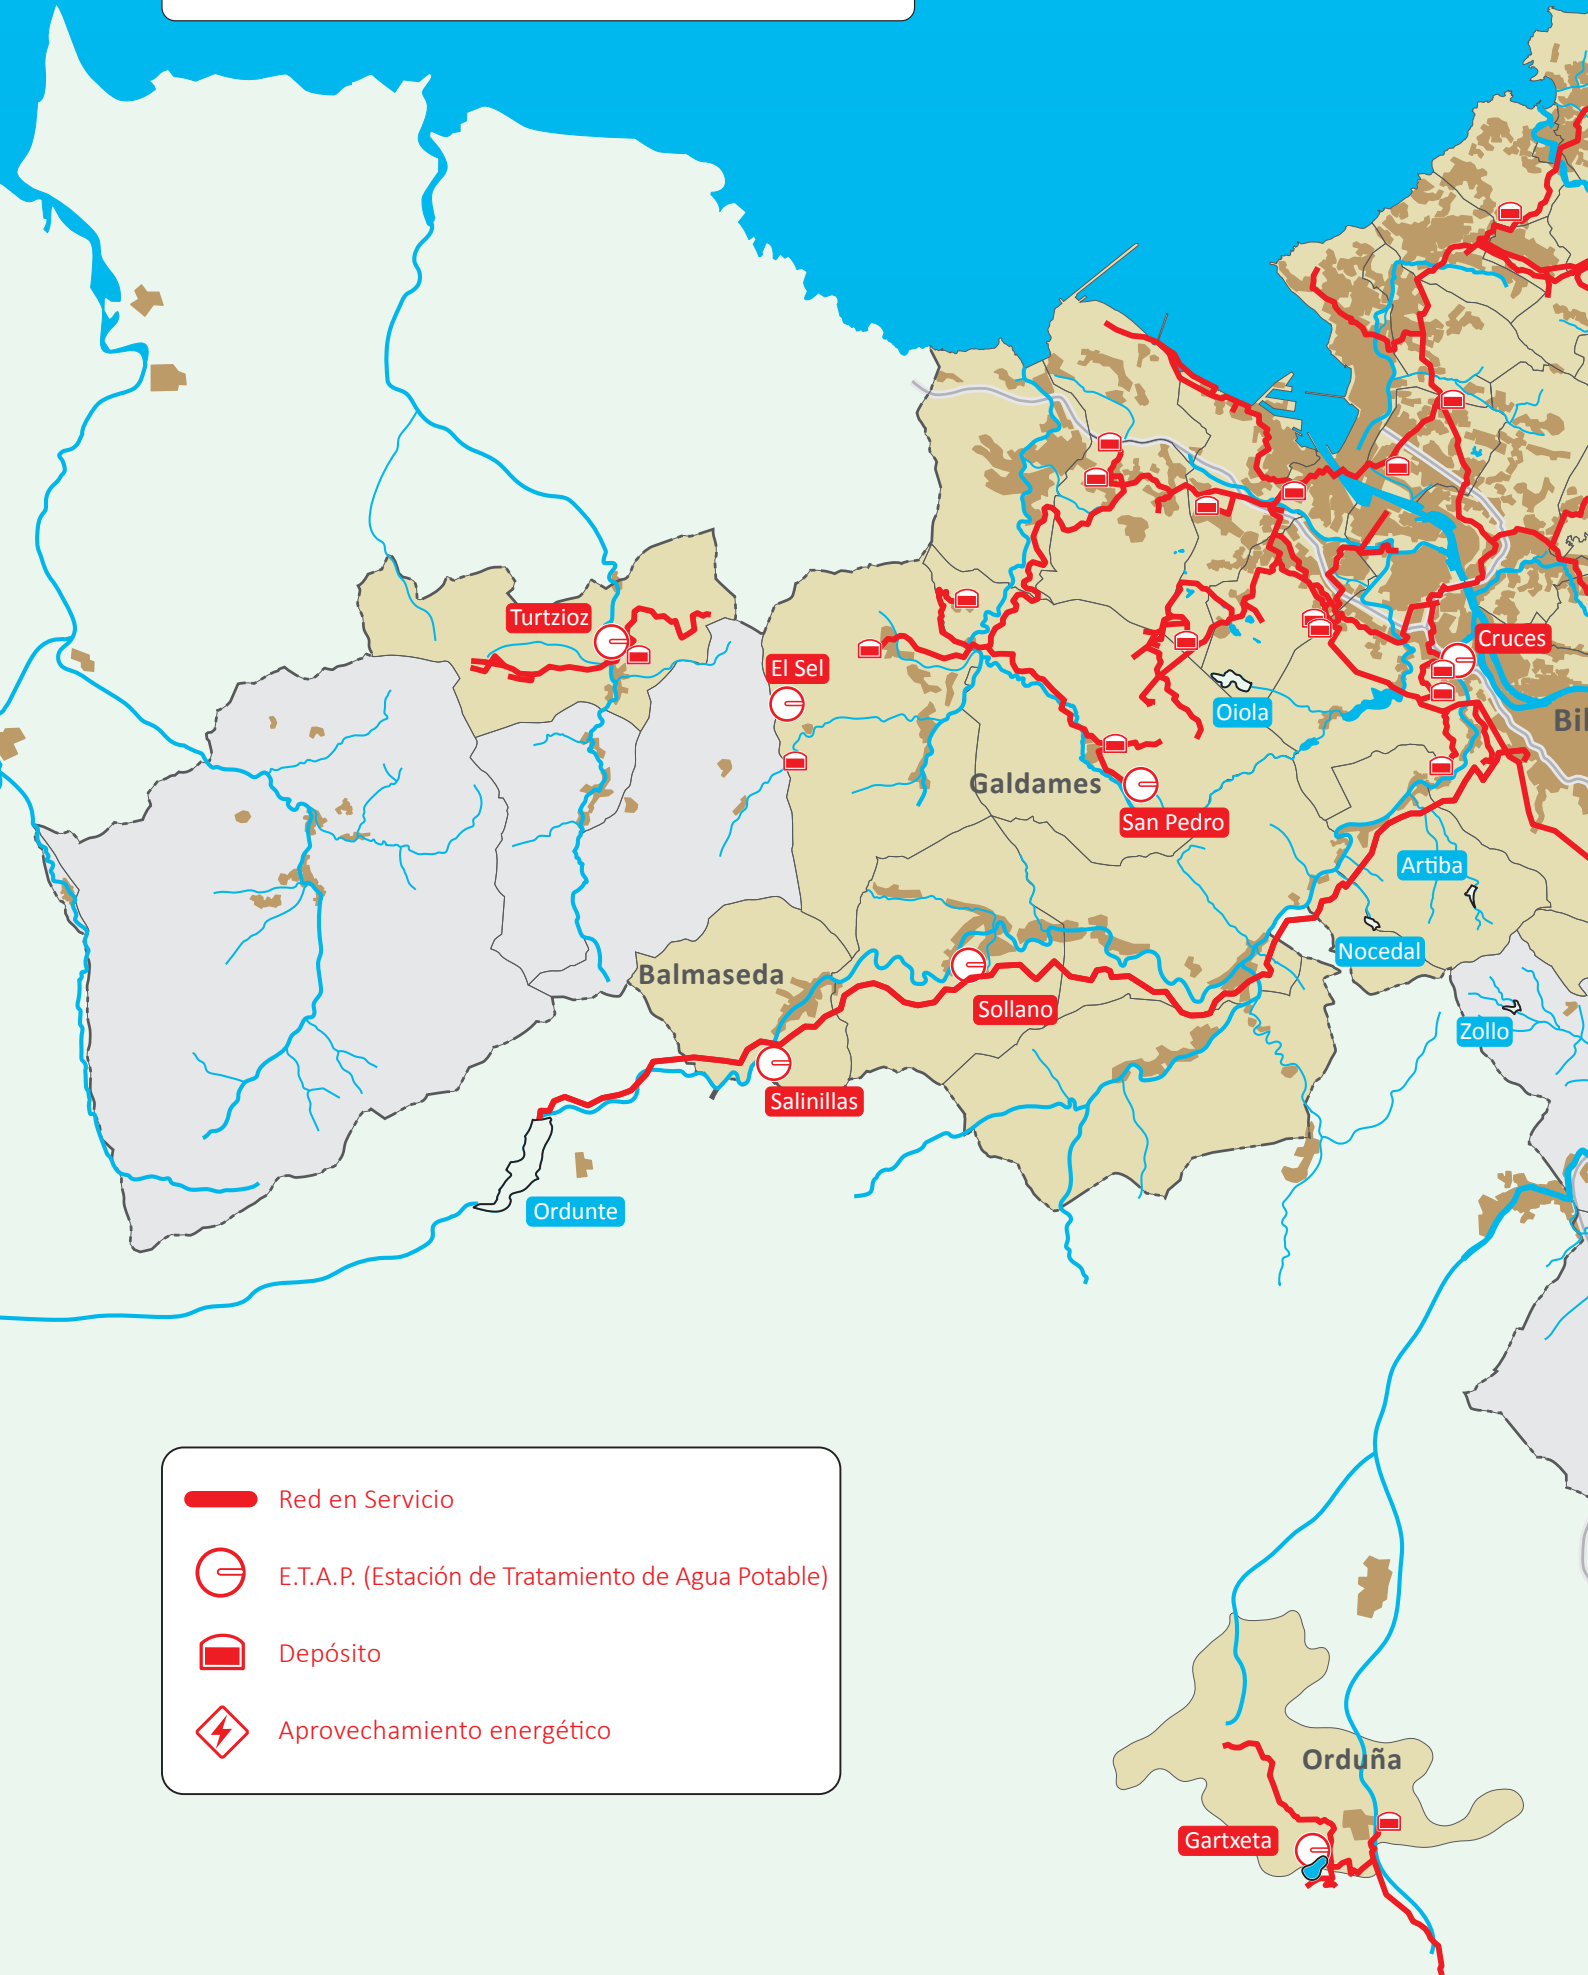 Turtzioz
El Sel
Cruces
Oiola
Bil
Galdames
San Pedro
Artiba
Nocedal
Balmaseda
Sollano
Zollo
Salinillas
Ordunte
Red en Servicio
E.T.A.P. (Estación de Tratamiento de Agua Potable)
Depósito
Aprovechamiento energético
Orduña
Gartxeta